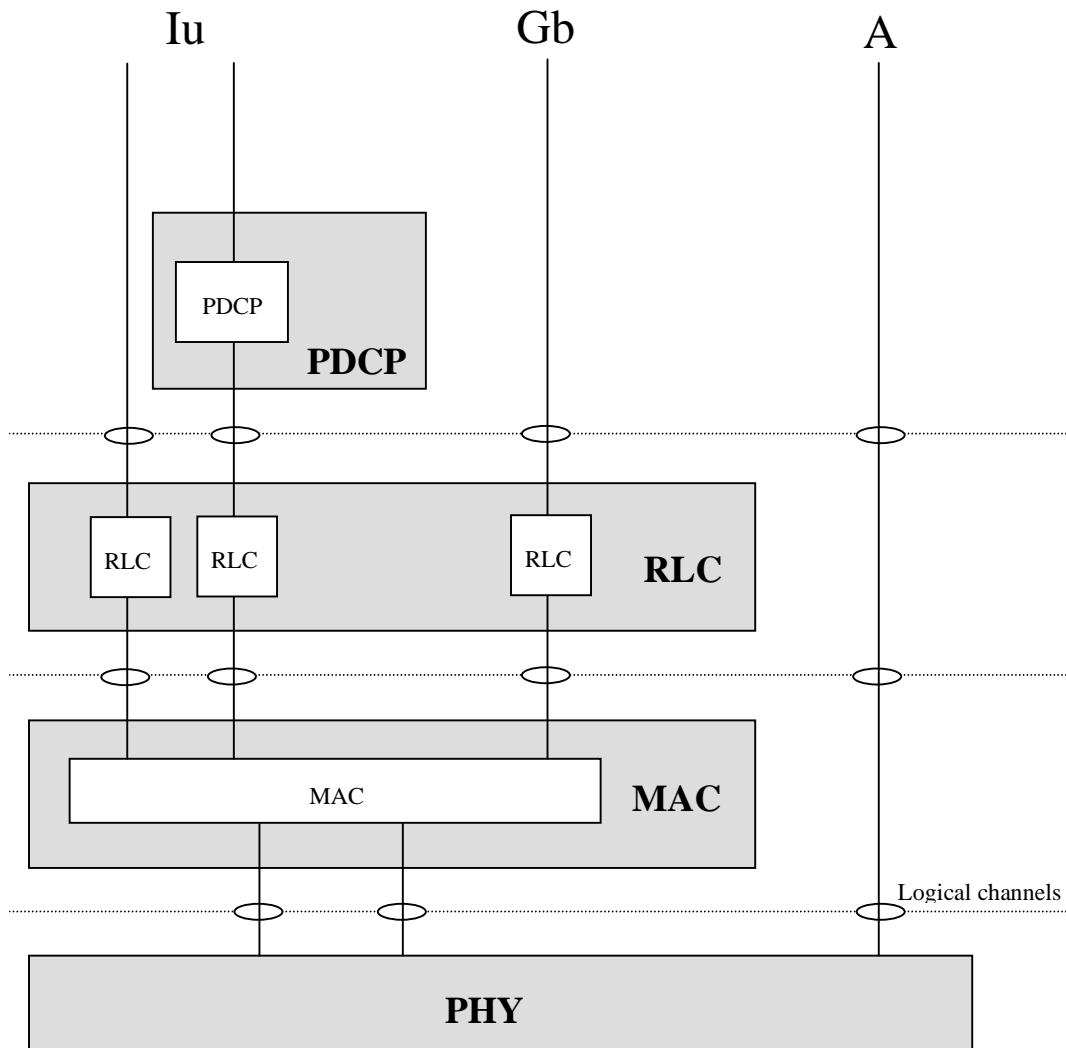 Iu
Gb
A
PDCP
PDCP
RLC
RLC
RLC
RLC
MAC
MAC
Logical channels
PHY